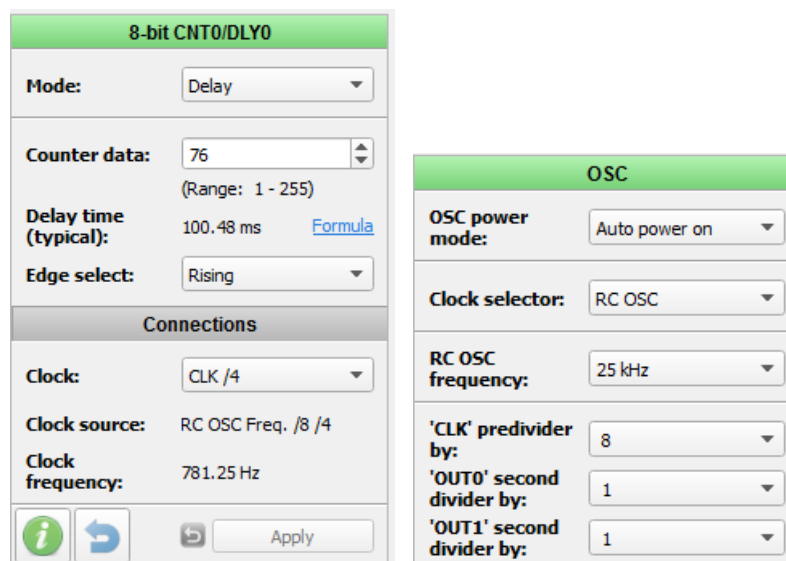 8-bit CNT0/DLY0
Mode: Delay
Counter data: 76
(Range: 1 - 255)
Delay time
(typical): 100.48 ms Formula
Edge select: Rising
Connections
Clock: CLK /4
Clock source: RC OSC Freq. /8 /4
Clock
frequency: 781.25 Hz
Apply
OSC
OSC power
mode: Auto power on
Clock selector: RC OSC
RC OSC
frequency: 25 kHz
'CLK' predivider
by: 8
'OUT0' second
divider by: 1
'OUT1' second
divider by: 1